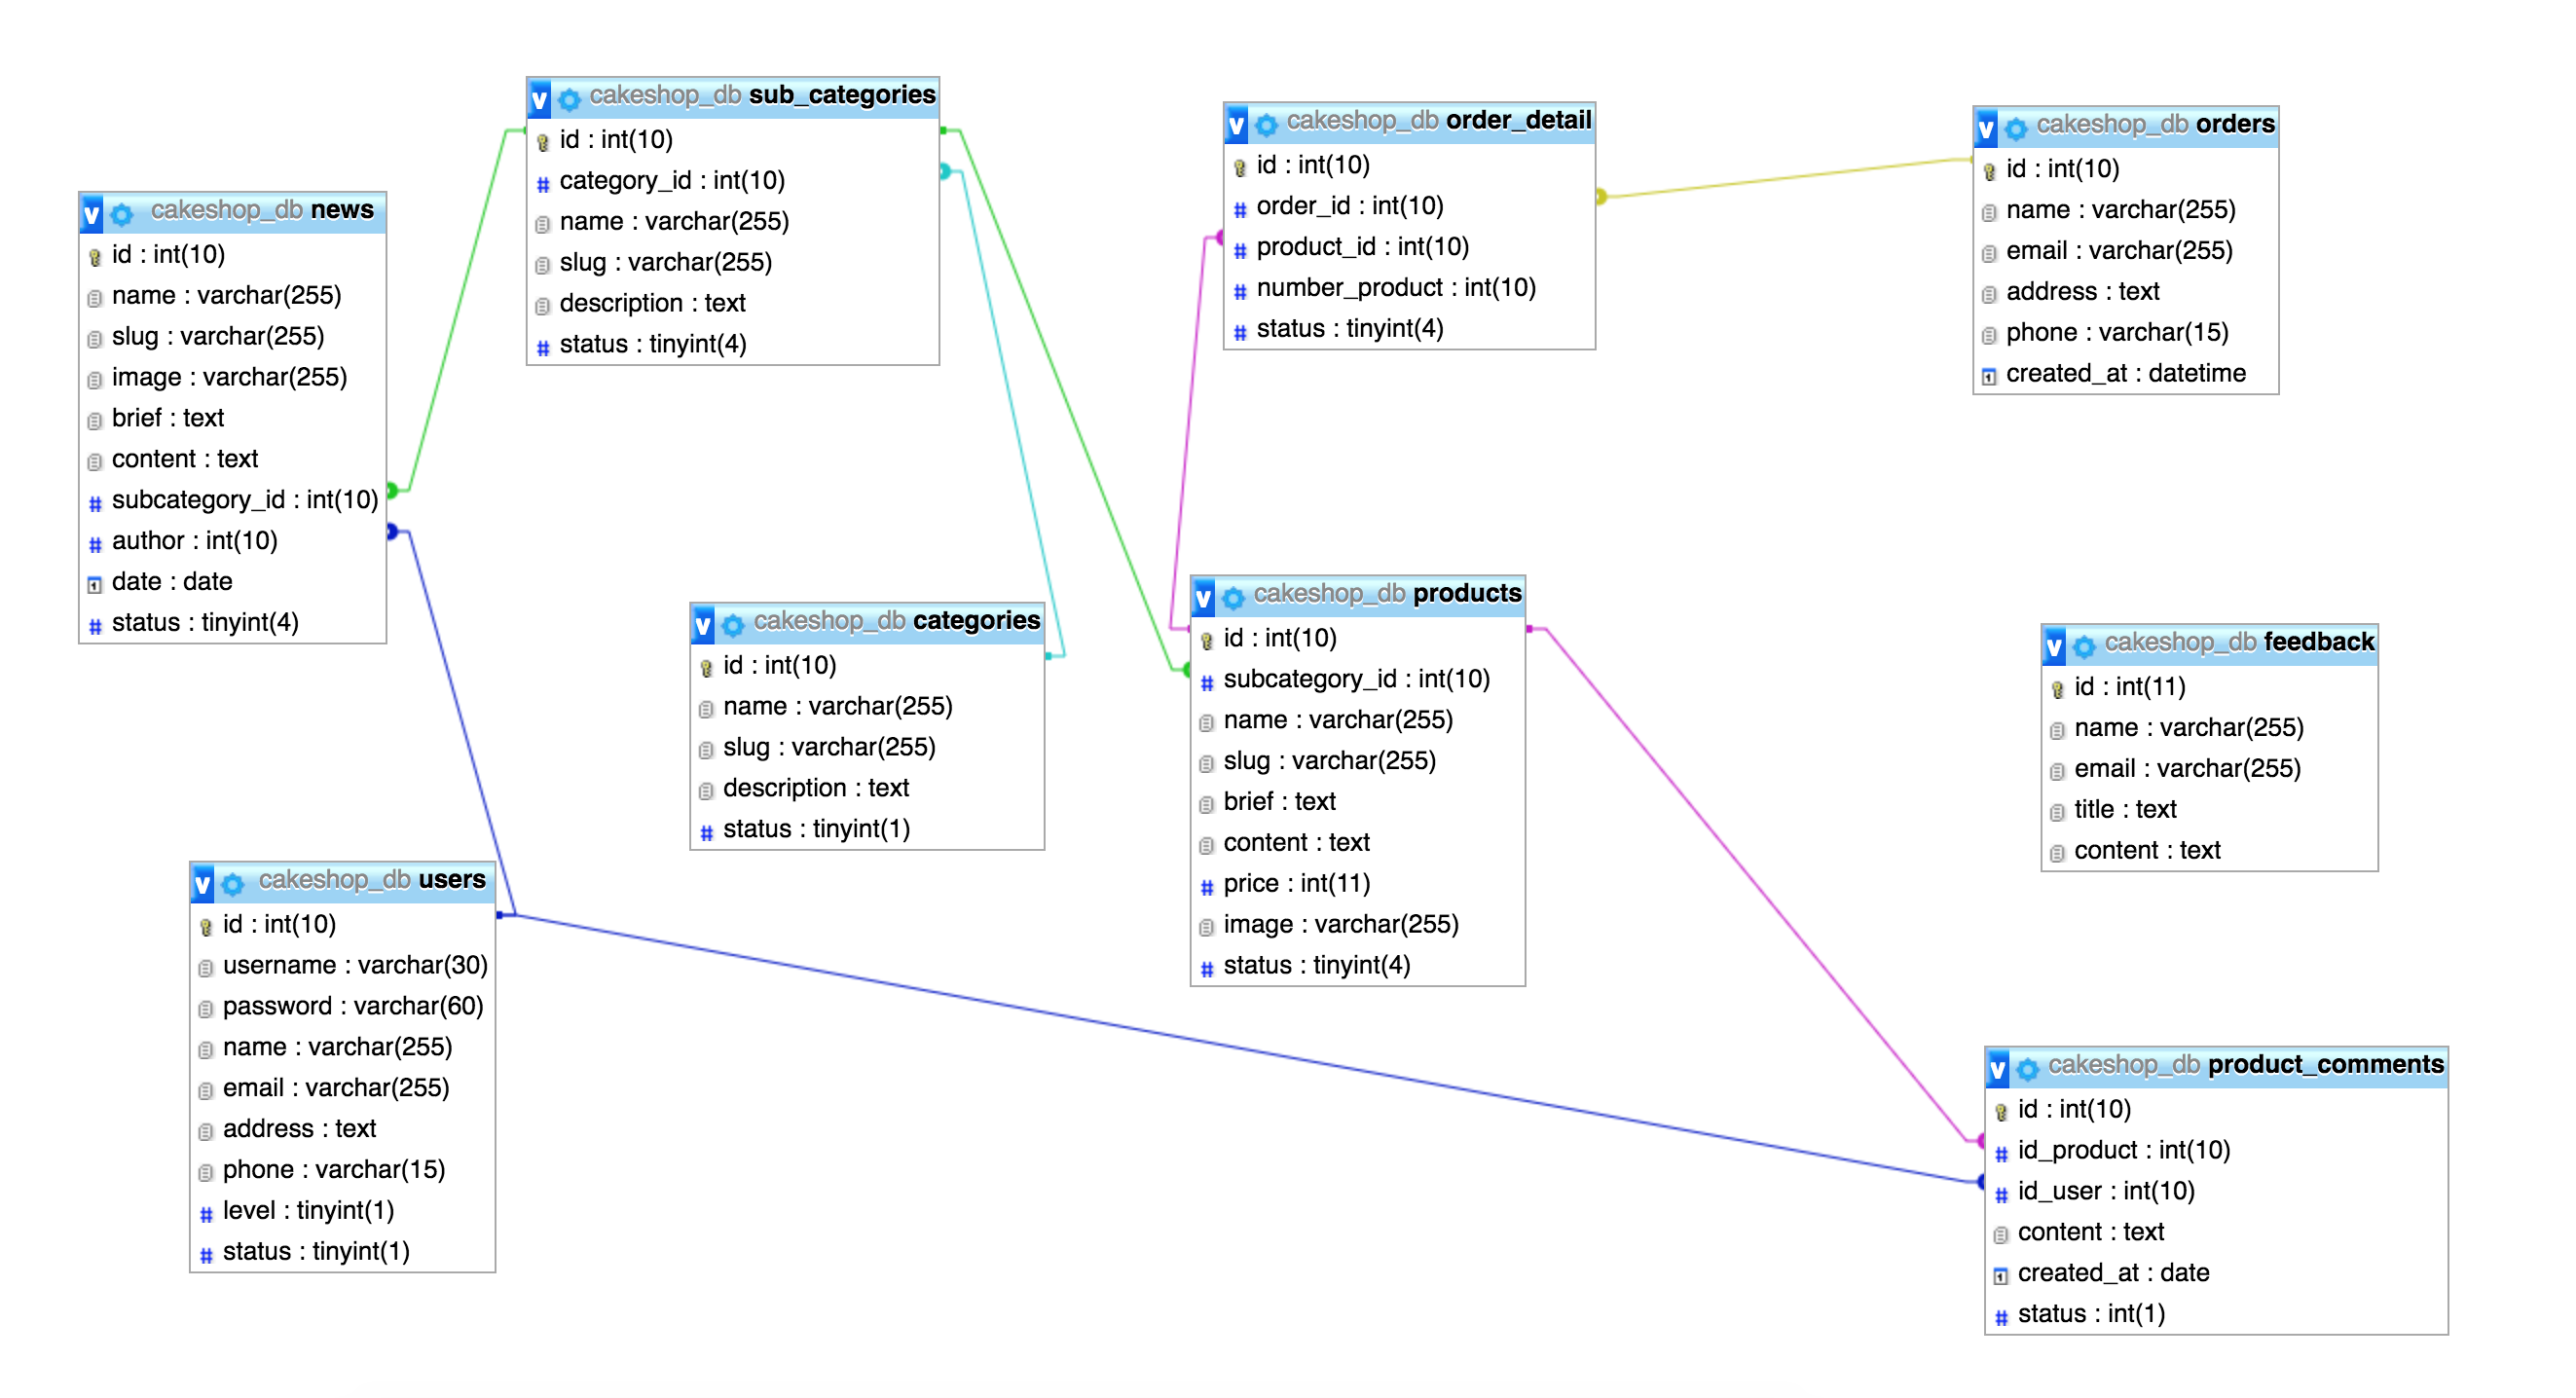 cakeshop_db sub_categories
id : int(10)
category_id : int(10)
name : varchar(255)
slug : varchar(255)
description : text
status : tinyint(4)
cakeshop_db order_detail
id : int(10)
order_id : int(10)
product_id : int(10)
number_product : int(10)
status : tinyint(4)
cakeshop_db orders
id : int(10)
name : varchar(255)
email : varchar(255)
address : text
phone : varchar(15)
created_at : datetime
cakeshop_db news
id : int(10)
name : varchar(255)
slug : varchar(255)
image : varchar(255)
brief : text
content : text
subcategory_id : int(10)
author : int(10)
date : date
status : tinyint(4)
cakeshop_db categories
id : int(10)
name : varchar(255)
slug : varchar(255)
description : text
status : tinyint(1)
cakeshop_db products
id : int(10)
subcategory_id : int(10)
name : varchar(255)
slug : varchar(255)
brief : text
content : text
price : int(11)
image : varchar(255)
status : tinyint(4)
cakeshop_db feedback
id : int(11)
name : varchar(255)
email : varchar(255)
title : text
content : text
cakeshop_db users
id : int(10)
username : varchar(30)
password : varchar(60)
name : varchar(255)
email : varchar(255)
address : text
phone : varchar(15)
level : tinyint(1)
status : tinyint(1)
cakeshop_db product_comments
id : int(10)
id_product : int(10)
id_user : int(10)
content : text
created_at : date
status : int(1)